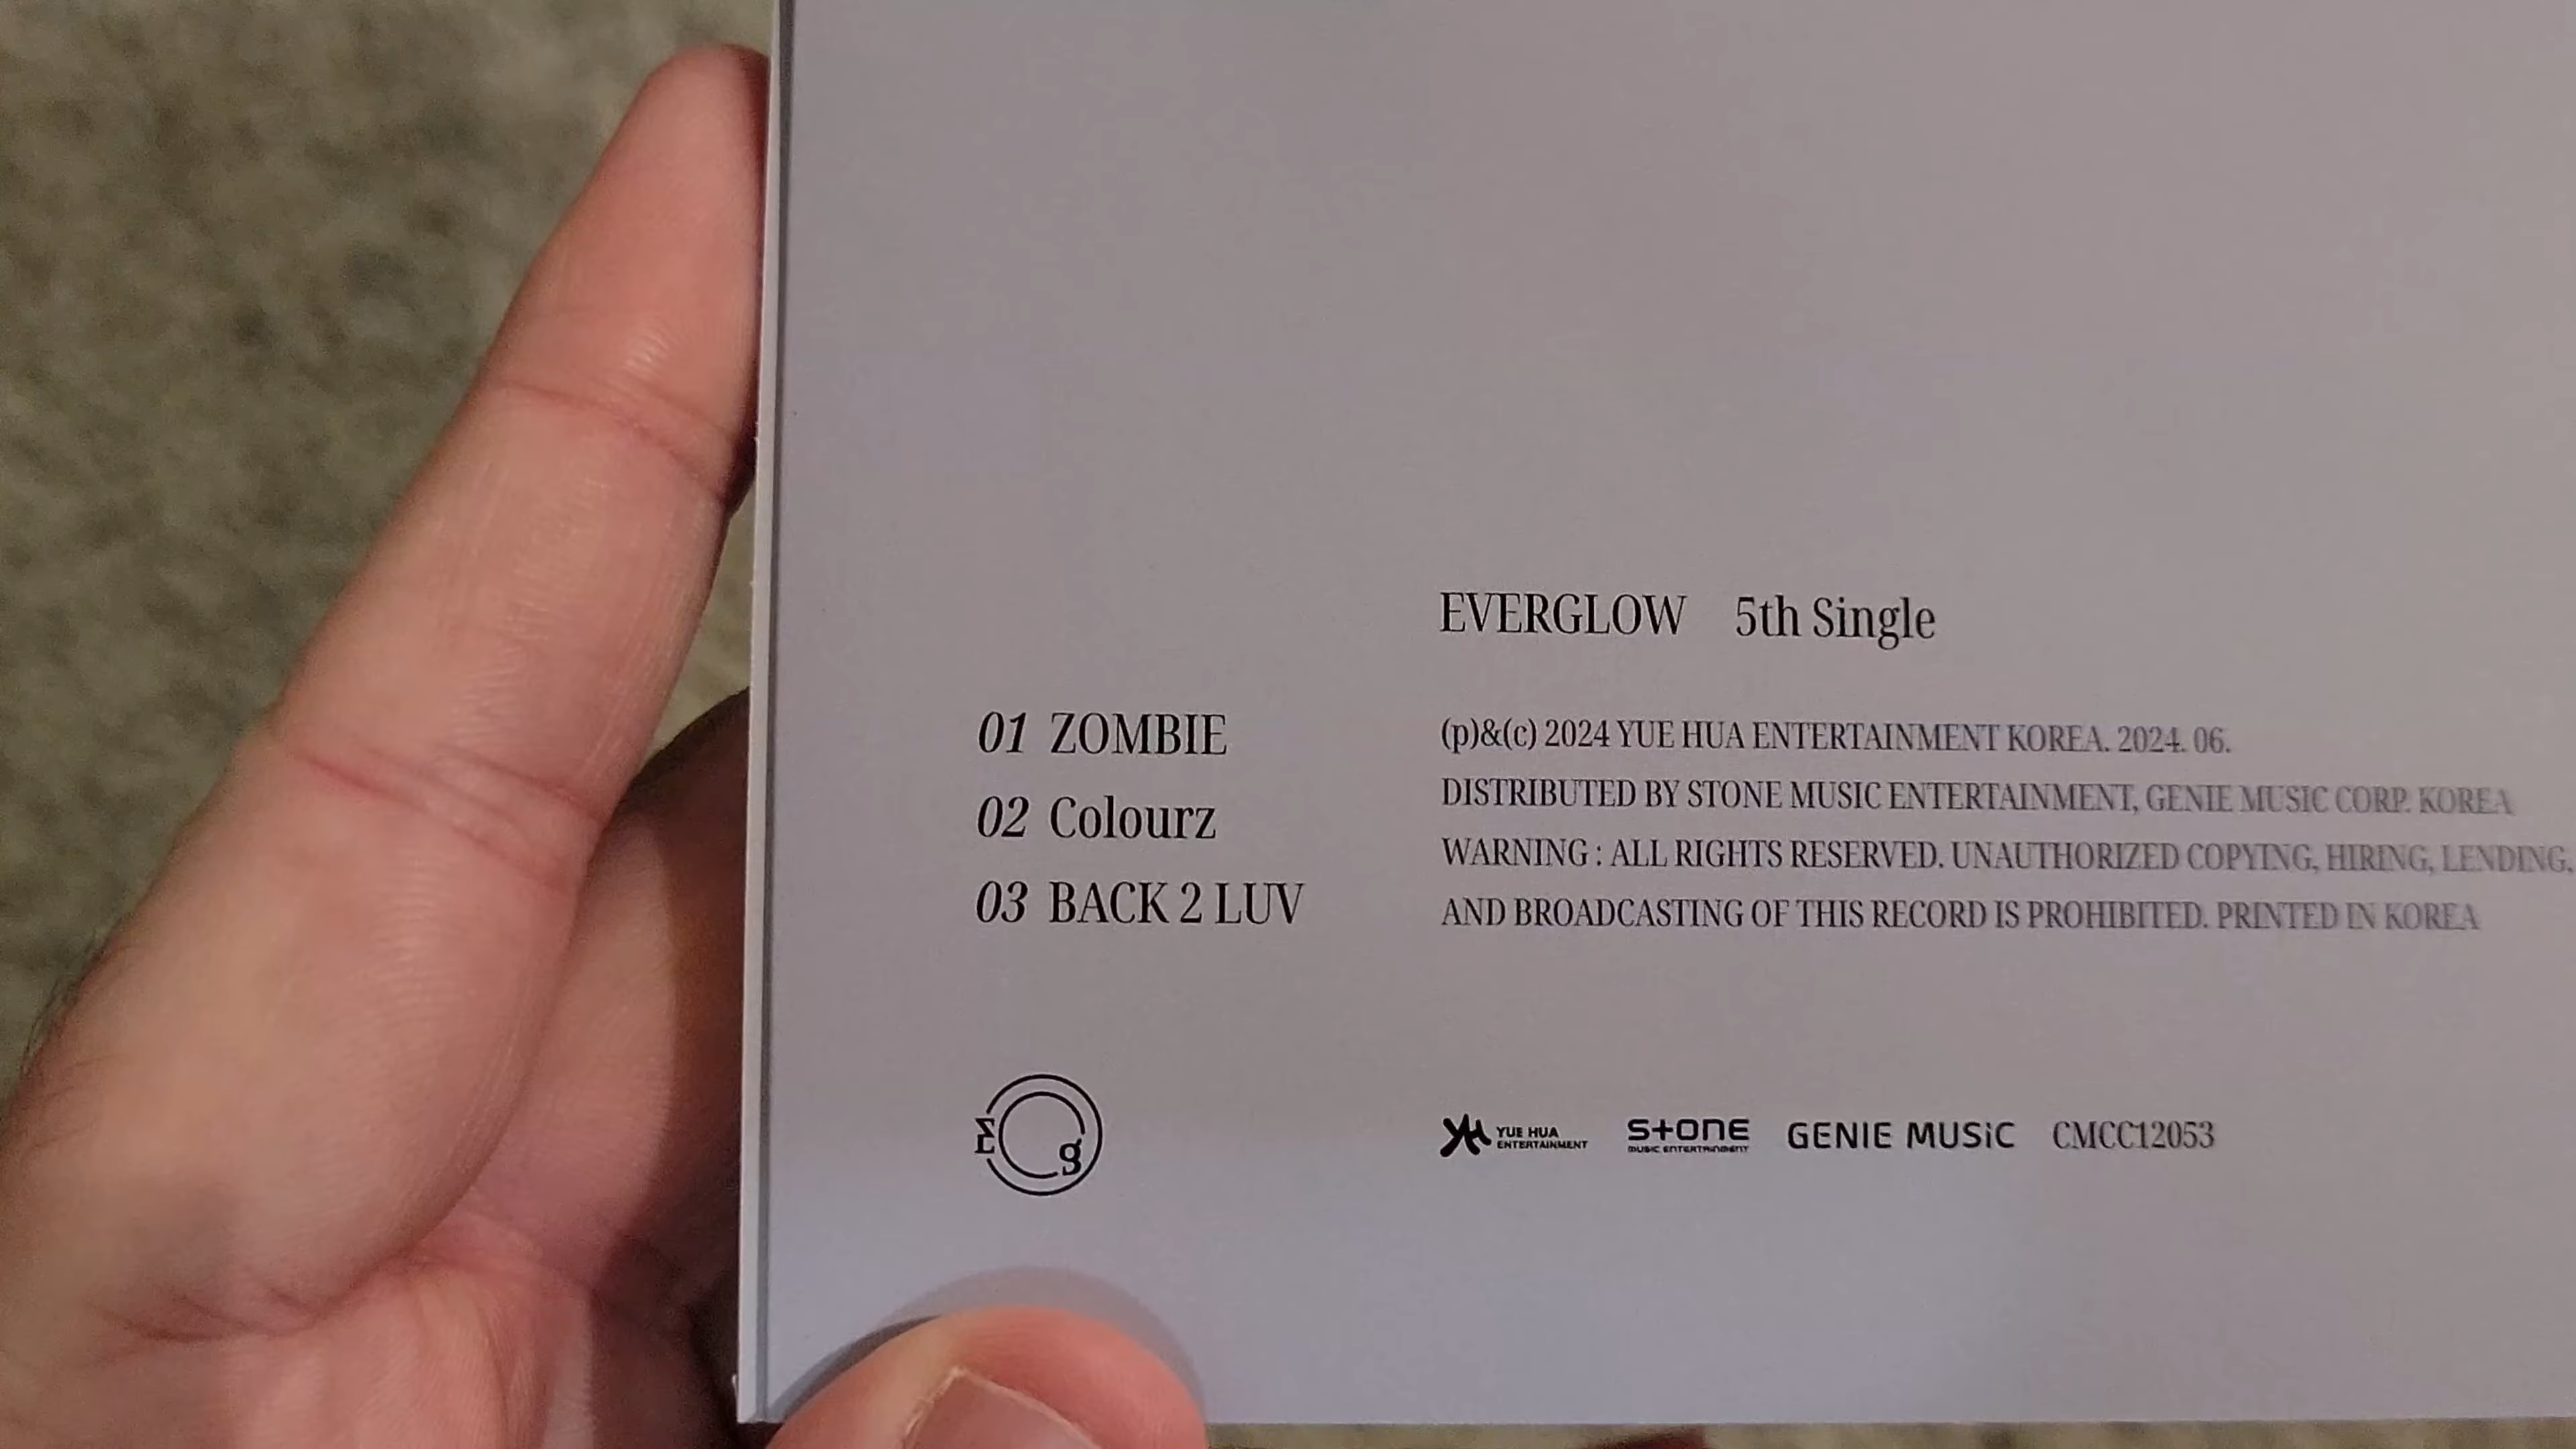 EVERGLOW 5th Single
01 ZOMBIE
02 Colourz
03 BACK 2 LUV
(p)&(c) 2024 YUE HUA ENTERTAINMENT KOREA. 2024. 06.
DISTRIBUTED BY STONE MUSIC ENTERTAINMENT, GENIE MUSIC CORP. KOREA
WARNING : ALL RIGHTS RESERVED. UNAUTHORIZED COPYING, HIRING, LENDING,
AND BROADCASTING OF THIS RECORD IS PROHIBITED. PRINTED IN KOREA
E g
YUE HUA
ENTERTAINMENT
STONE
MUSIC ENTERTAINMENT
GENIE MUSiC
CMCC12053